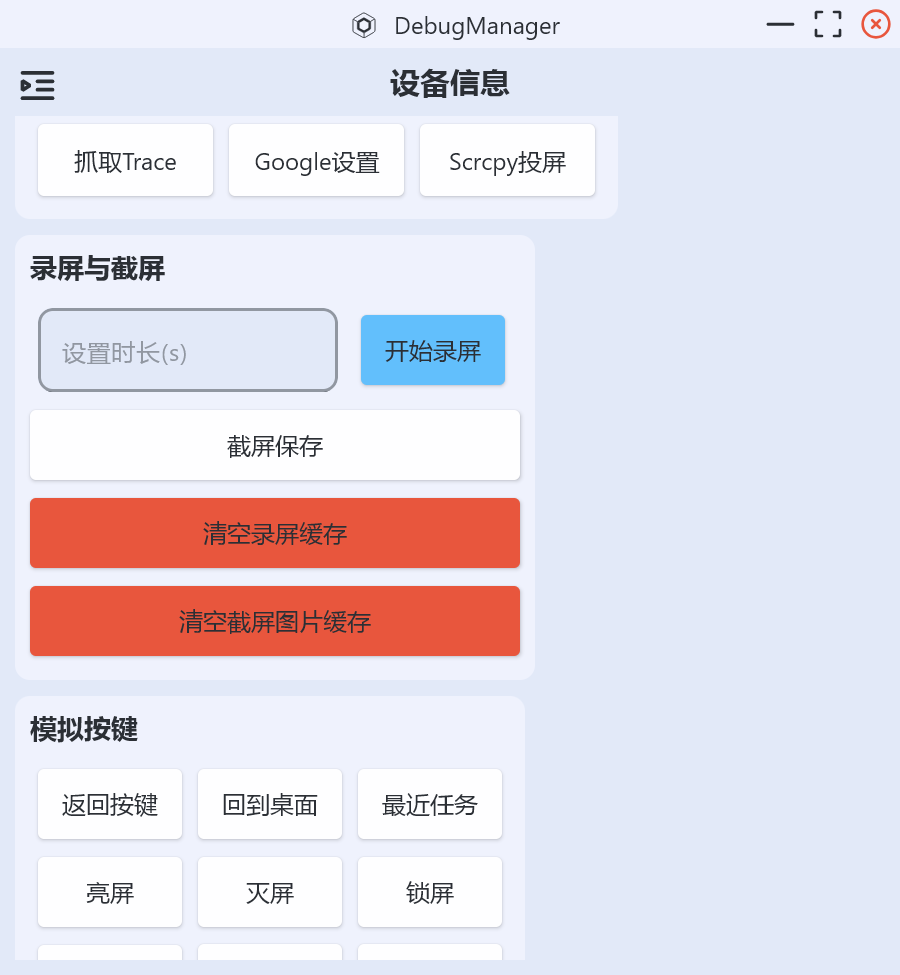 DebugManager
设备信息
抓取Trace
Google设置
Scrcpy投屏
录屏与截屏
设置时长(s)
开始录屏
截屏保存
清空录屏缓存
清空截屏图片缓存
模拟按键
返回按键
回到桌面
最近任务
亮屏
灭屏
锁屏